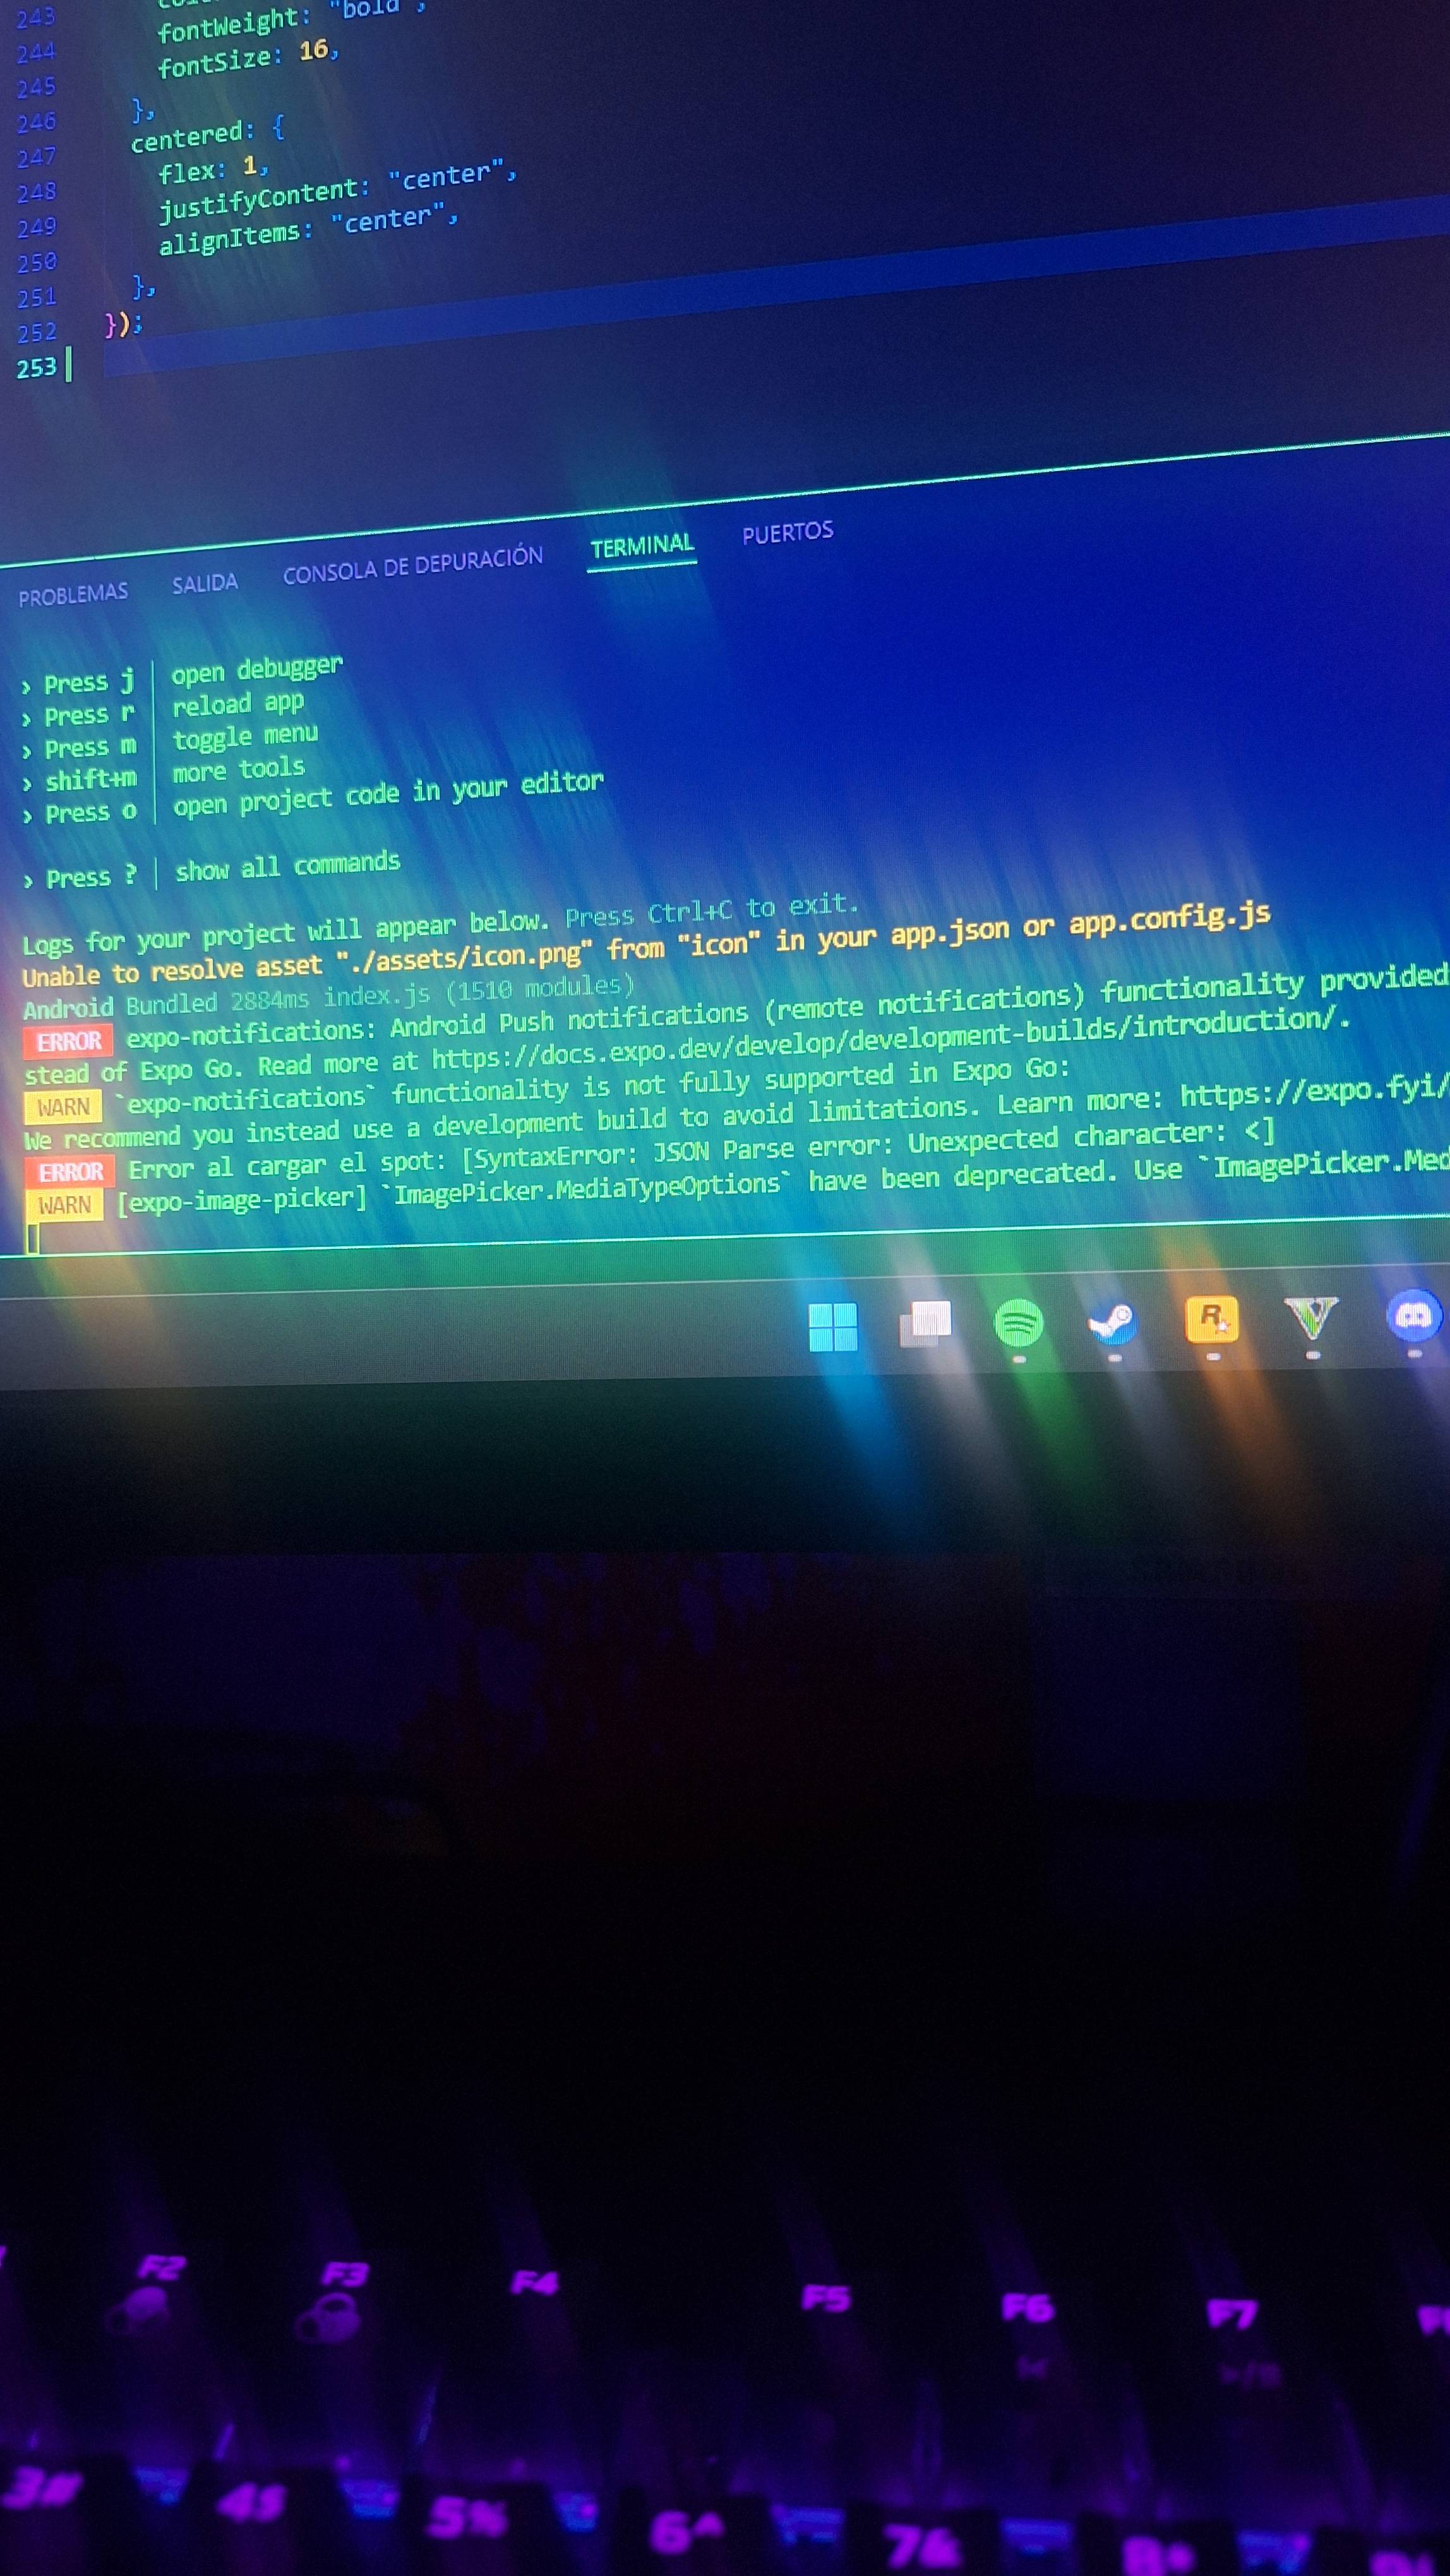 243
244 fontWeight: "bold",
245 fontSize: 16,
246 },
247 centered: {
248 flex: 1,
249 justifyContent: "center",
250 alignItems: "center",
251 },
252 });
253
PROBLEMAS SALIDA CONSOLA DE DEPURACIÓN TERMINAL PUERTOS
› Press j │ open debugger
› Press r │ reload app
› Press m │ toggle menu
› shift+m │ more tools
› Press o │ open project code in your editor
› Press ? │ show all commands
Logs for your project will appear below. Press Ctrl+C to exit.
Unable to resolve asset "./assets/icon.png" from "icon" in your app.json or app.config.js
Android Bundled 2884ms index.js (1510 modules)
ERROR expo-notifications: Android Push notifications (remote notifications) functionality provided
stead of Expo Go. Read more at https://docs.expo.dev/develop/development-builds/introduction/.
WARN `expo-notifications` functionality is not fully supported in Expo Go:
We recommend you instead use a development build to avoid limitations. Learn more: https://expo.fyi/
ERROR Error al cargar el spot: [SyntaxError: JSON Parse error: Unexpected character: <]
WARN [expo-image-picker] `ImagePicker.MediaTypeOptions` have been deprecated. Use `ImagePicker.Med
R
V
F2 F3 F4 F5 F6 F7
3# 4$ 5% 6^ 7& 8*